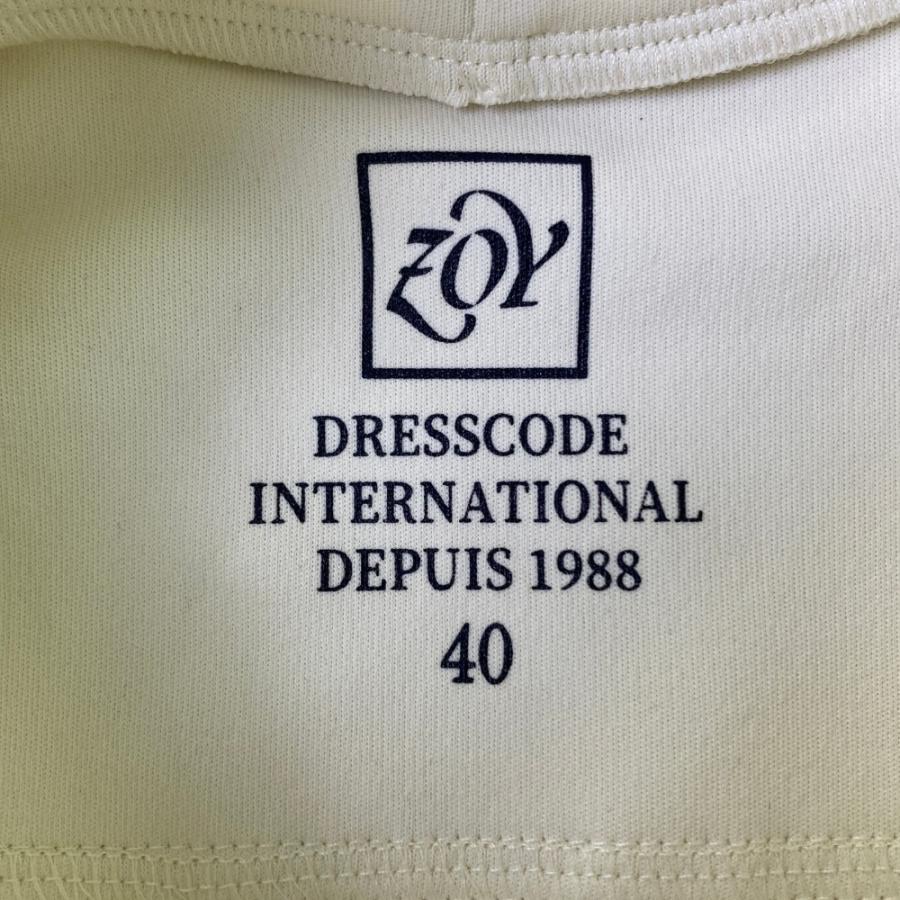 ZOY
DRESSCODE
INTERNATIONAL
DEPUIS 1988
40